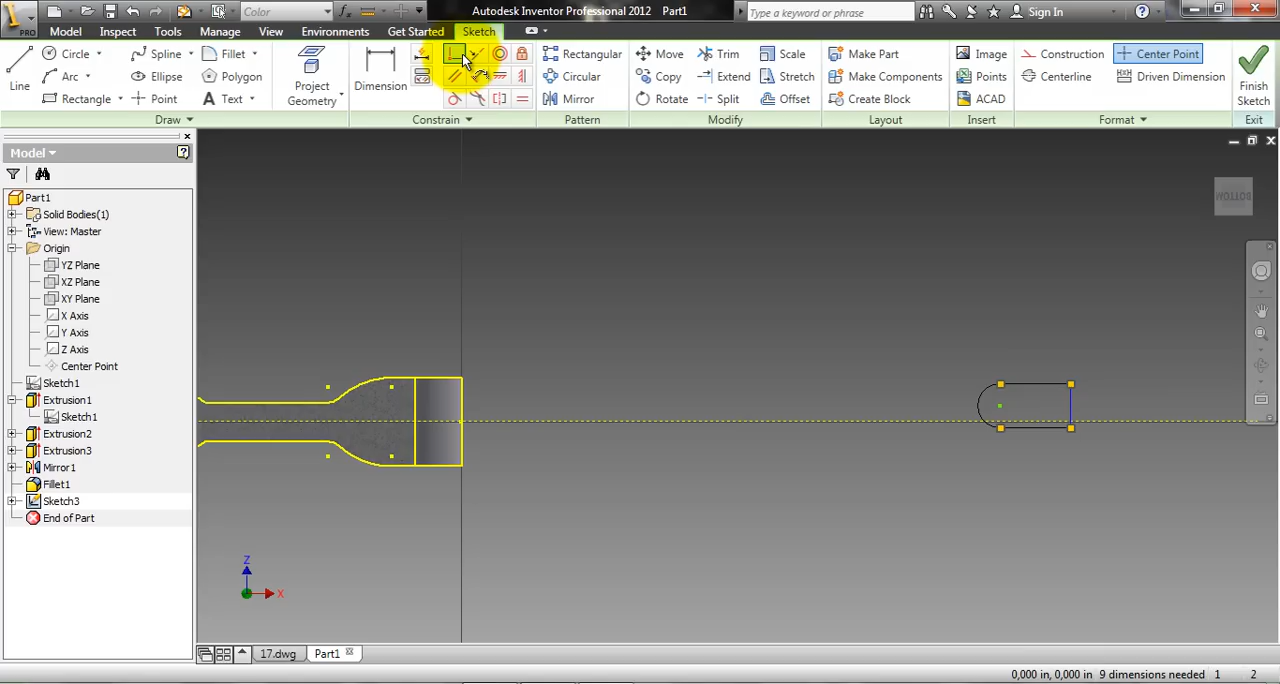 Color
Autodesk Inventor Professional 2012 Part1
Type a keyword or phrase
Sign In
PRO
Model Inspect Tools Manage View Environments Get Started Sketch
Line
Circle
Arc
Rectangle
Spline
Ellipse
Point
Fillet
Polygon
Text
Draw
Project Geometry
Dimension
Constrain
Rectangular
Circular
Mirror
Pattern
Move
Copy
Rotate
Trim
Extend
Split
Scale
Stretch
Offset
Modify
Make Part
Make Components
Create Block
Layout
Image
Points
ACAD
Insert
Construction
Centerline
Center Point
Driven Dimension
Format
Finish Sketch
Exit
Model
Part1
Solid Bodies(1)
View: Master
Origin
YZ Plane
XZ Plane
XY Plane
X Axis
Y Axis
Z Axis
Center Point
Sketch1
Extrusion1
Sketch1
Extrusion2
Extrusion3
Mirror1
Fillet1
Sketch3
End of Part
BOTTOM
Z
X
17.dwg
Part1
0,000 in, 0,000 in 9 dimensions needed 1 2